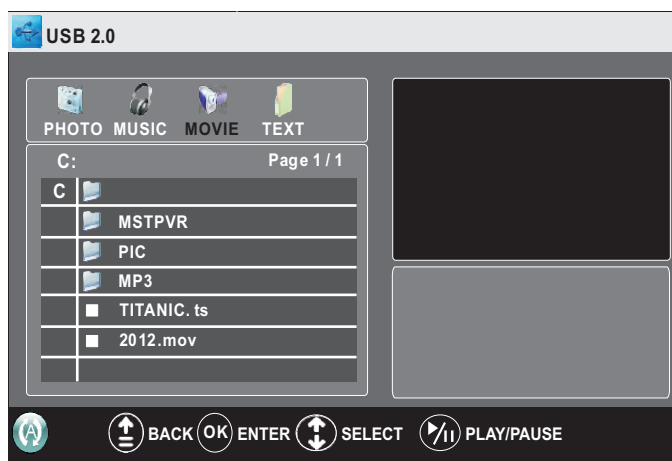 USB 2.0
PHOTO MUSIC MOVIE TEXT
C: Page 1 / 1
C
MSTPVR
PIC
MP3
TITANIC. ts
2012.mov
A BACK OK ENTER SELECT PLAY/PAUSE